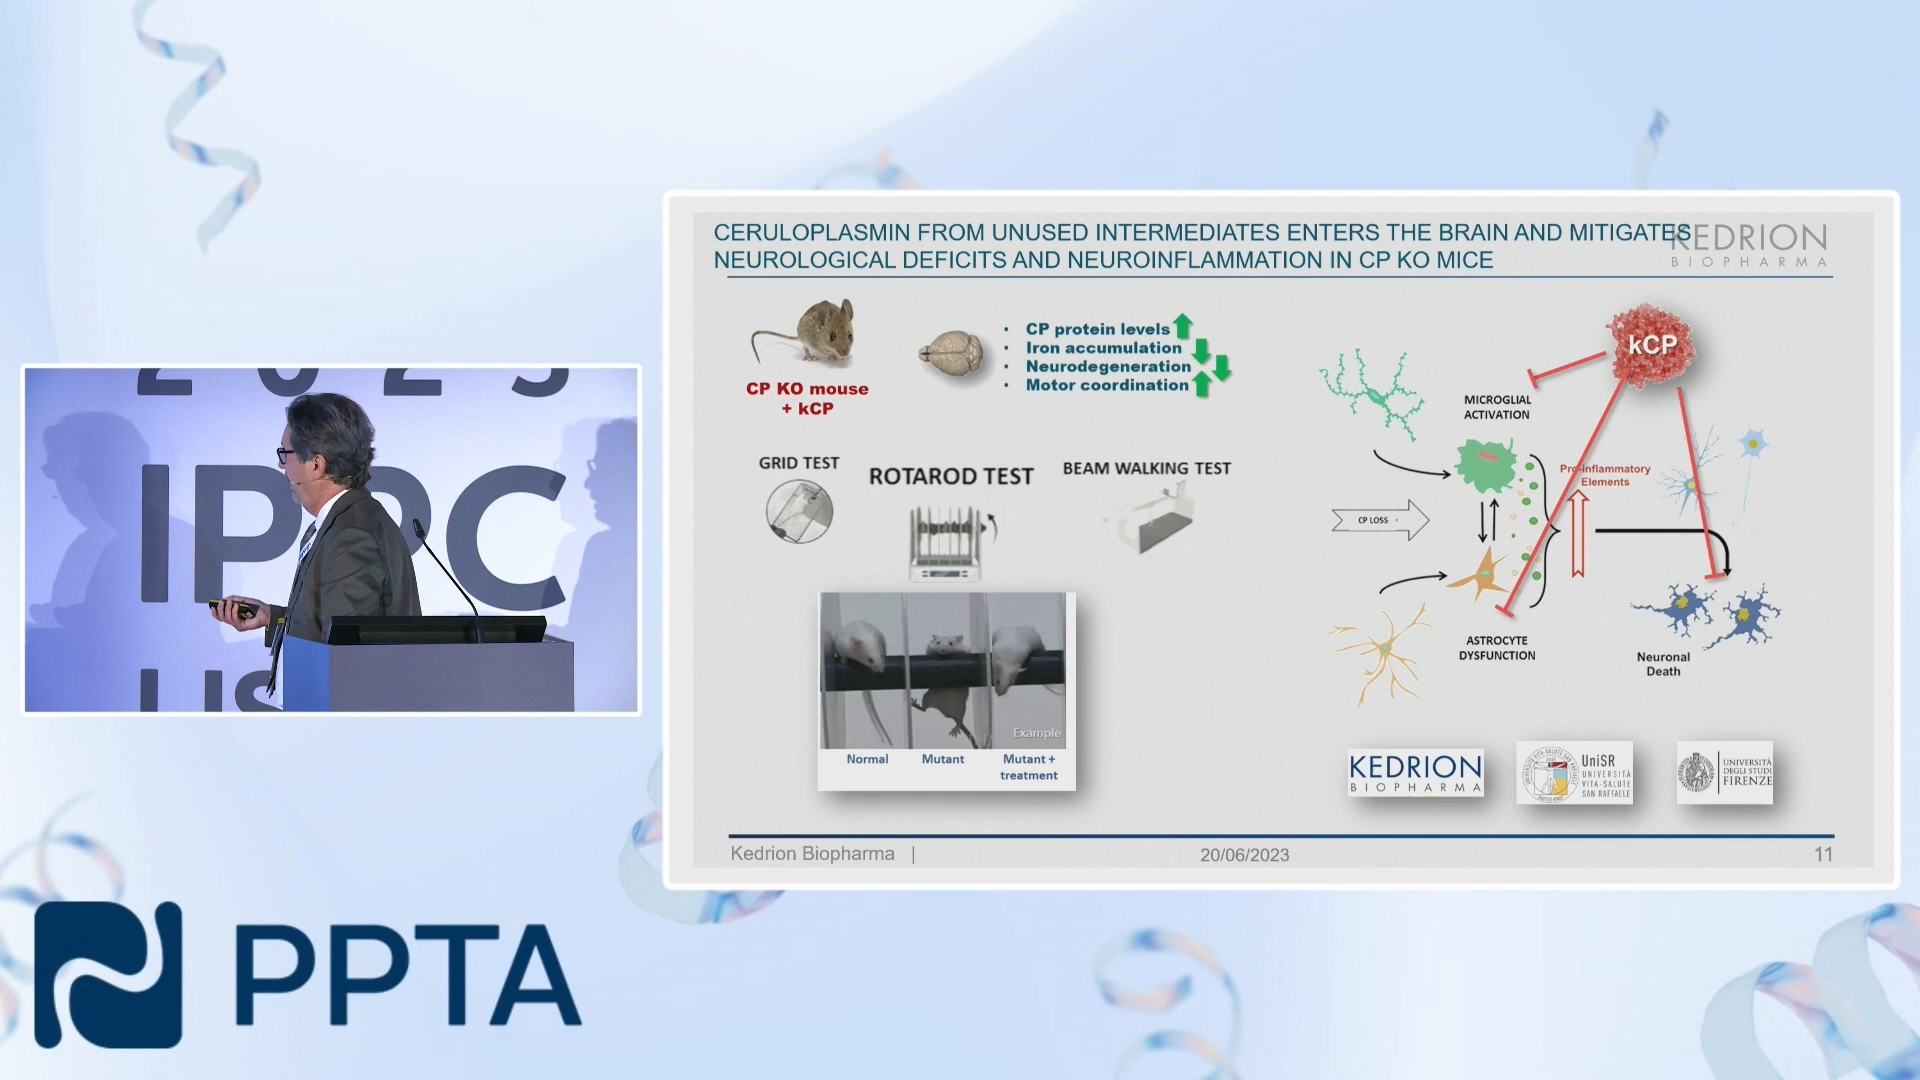 2023
IPPC
LIS
PPTA
CERULOPLASMIN FROM UNUSED INTERMEDIATES ENTERS THE BRAIN AND MITIGATES
NEUROLOGICAL DEFICITS AND NEUROINFLAMMATION IN CP KO MICE
KEDRION
BIOPHARMA
CP KO mouse
+ kCP
• CP protein levels
• Iron accumulation
• Neurodegeneration
• Motor coordination
GRID TEST
ROTAROD TEST
BEAM WALKING TEST
Example
Normal
Mutant
Mutant +
treatment
kCP
MICROGLIAL
ACTIVATION
Pro-Inflammatory
Elements
CP LOSS
ASTROCYTE
DYSFUNCTION
Neuronal
Death
KEDRION
BIOPHARMA
UniSR
UNIVERSITÀ
VITA-SALUTE
SAN RAFFAELE
UNIVERSITÀ
DEGLI STUDI
FIRENZE
Kedrion Biopharma |
20/06/2023
11